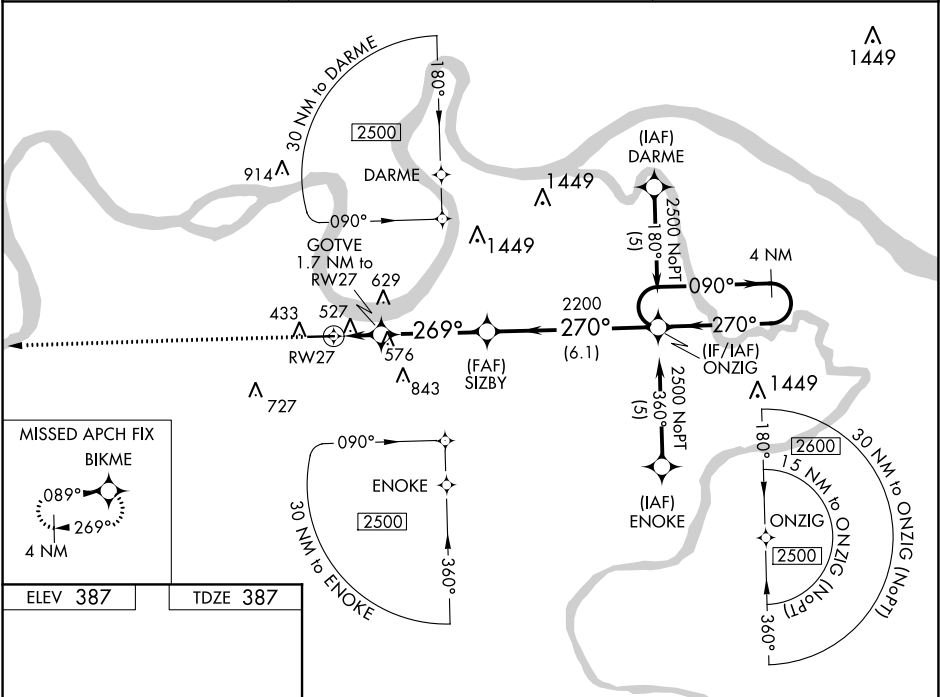 1449
30 NM to DARME
180°
2500
DARME
090°
914
1449
1449
(IAF)
DARME
2500 NoPT
180°
(5)
4 NM
090°
270°
GOTVE
1.7 NM to
RW27
629
433
527
269°
2200
270°
(6.1)
RW27
576
(FAF)
SIZBY
(IF/IAF)
ONZIG
843
727
1449
2500 NoPT
360°
(5)
(IAF)
ENOKE
MISSED APCH FIX
BIKME
089°
269°
4 NM
090°
ENOKE
2500
360°
30 NM to ENOKE
180°
2600
30 NM to ONZIG (NoPT)
15 NM to ONZIG (NoPT)
ONZIG
2500
360°
ELEV 387
TDZE 387